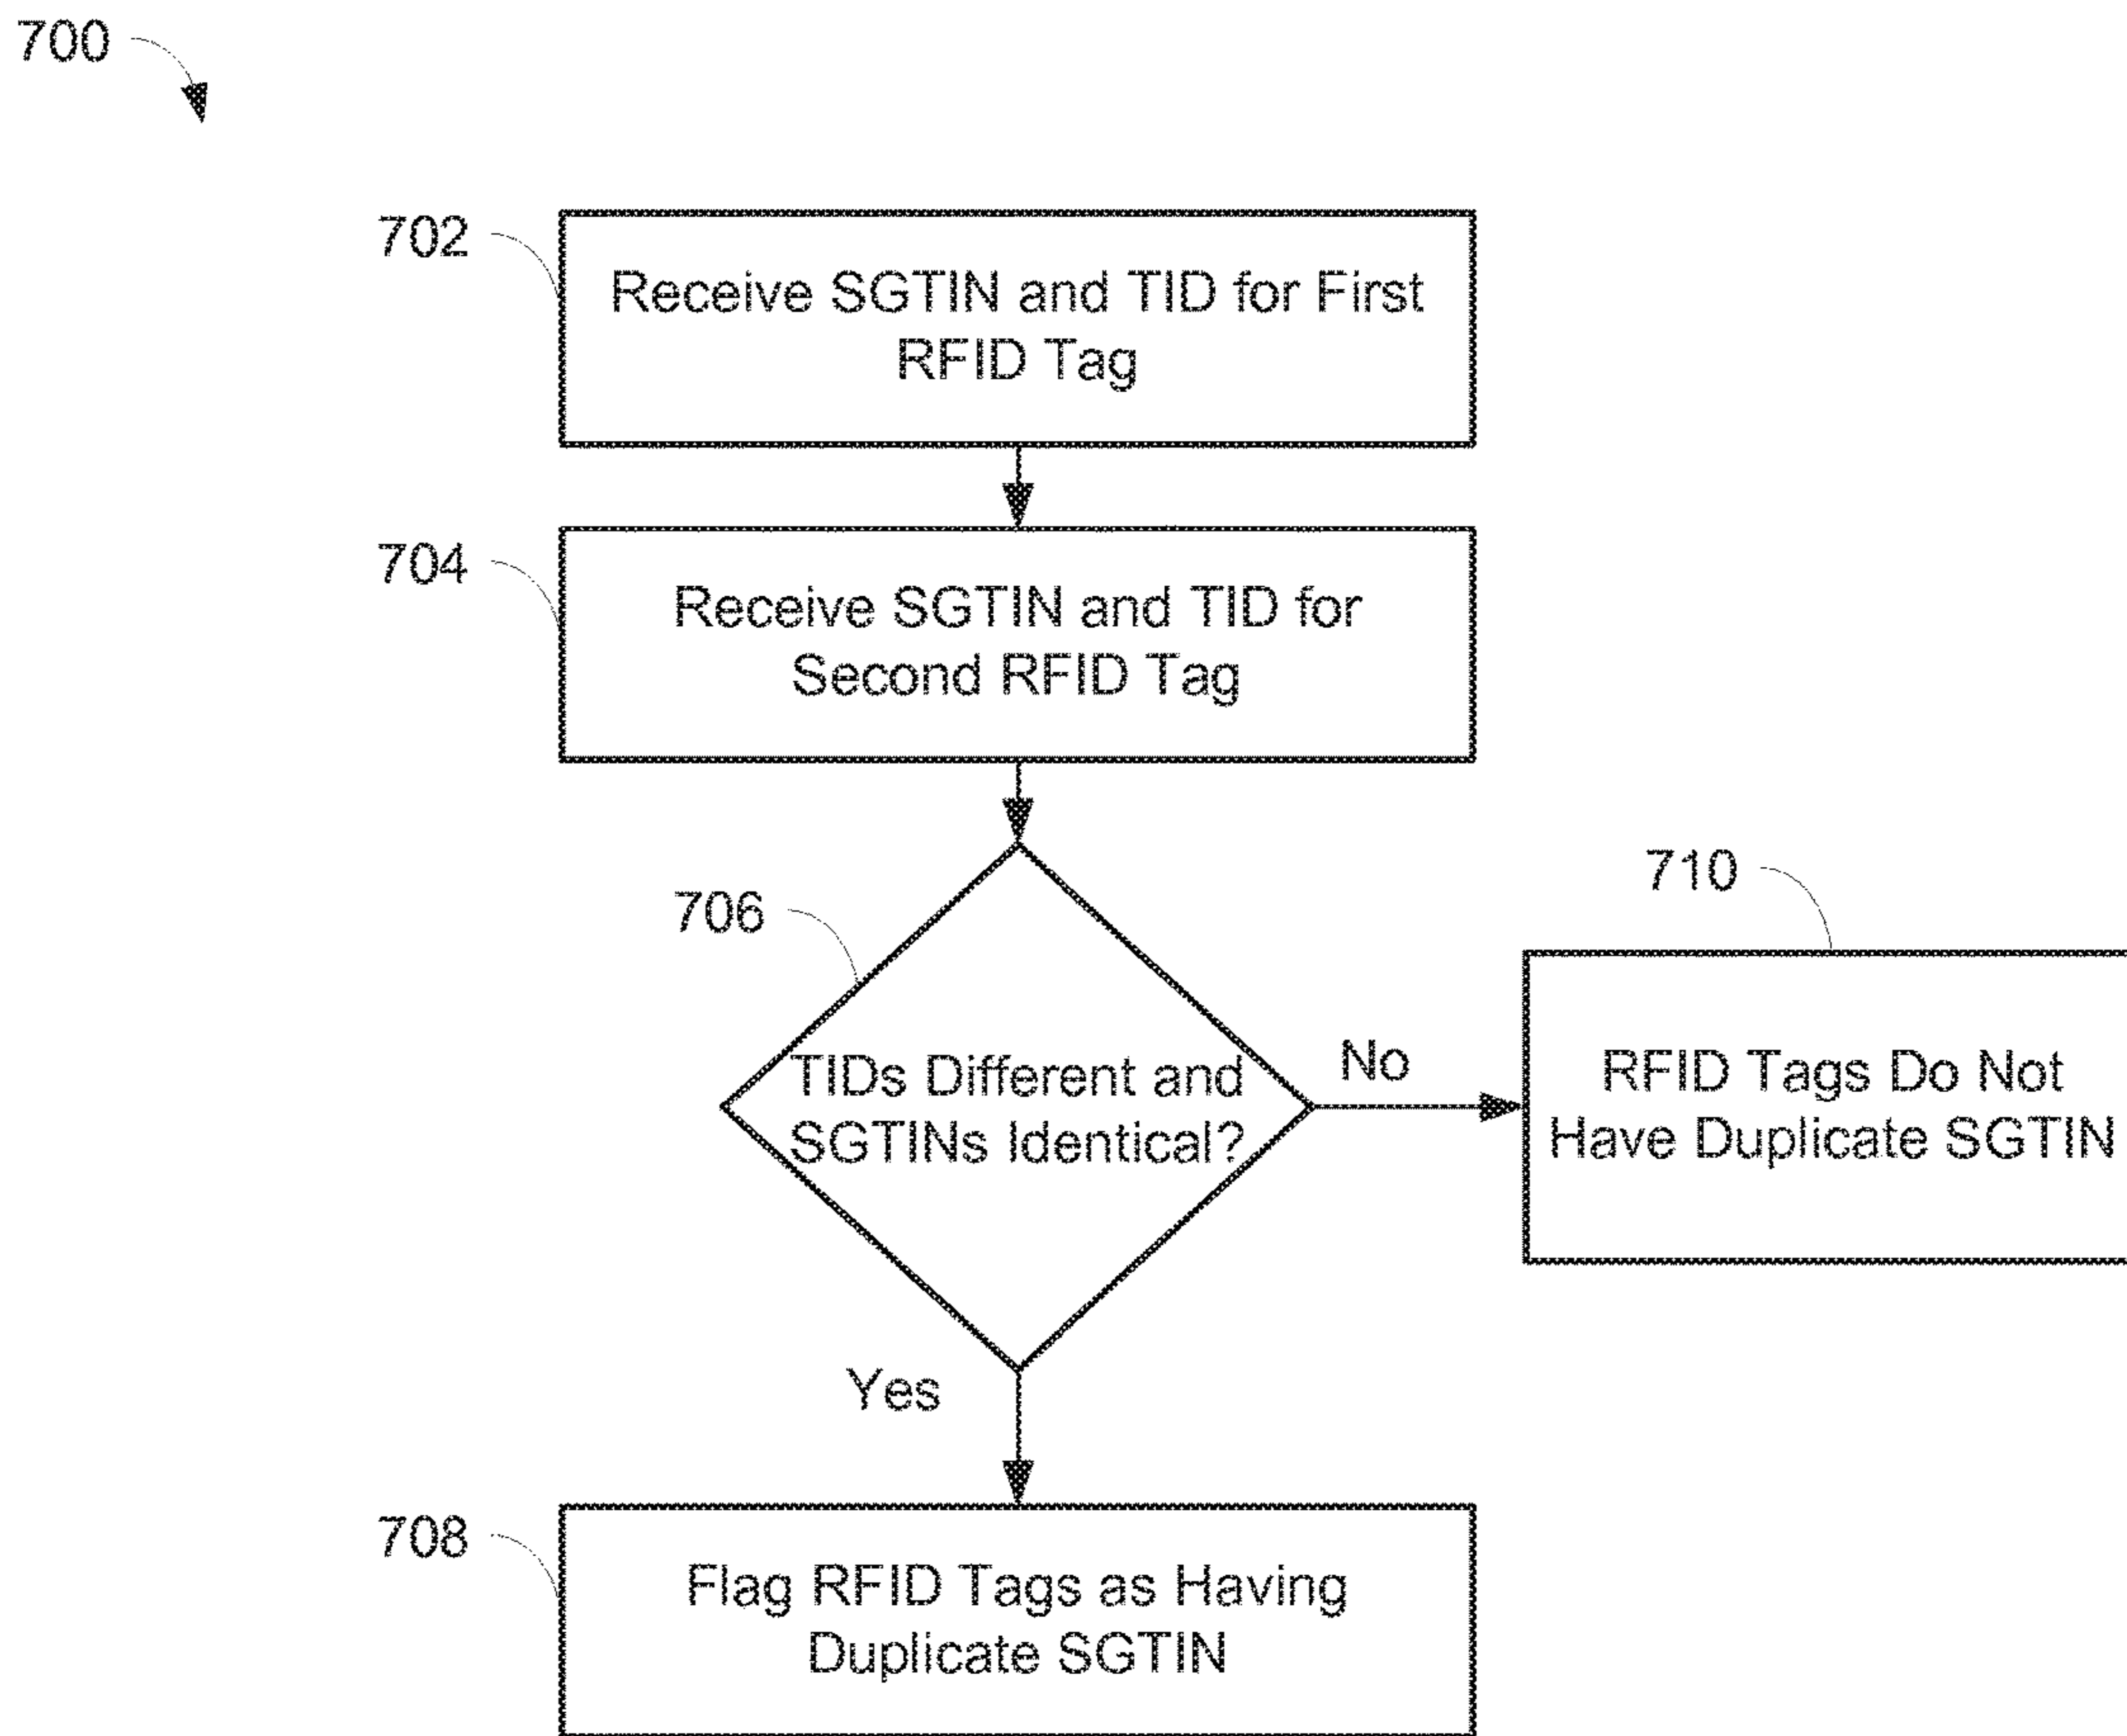 700
702
Receive SGTIN and TID for First
RFID Tag
704
Receive SGTIN and TID for
Second RFID Tag
706
TIDs Different and
SGTINs Identical?
No
710
RFID Tags Do Not
Have Duplicate SGTIN
Yes
708
Flag RFID Tags as Having
Duplicate SGTIN